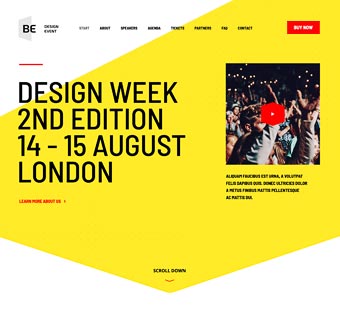 BE
DESIGN
EVENT
START ABOUT SPEAKERS AGENDA TICKETS PARTNERS FAQ CONTACT
BUY NOW
DESIGN WEEK
2ND EDITION
14 - 15 AUGUST
LONDON
LEARN MORE ABOUT US
ALIQUAM FAUCIBUS EST URNA, A VOLUTPAT
FELIS DAPIBUS QUIS. DONEC ULTRICIES DOLOR
A METUS FINIBUS MATTIS PELLENTESQUE
AC MATTIS DUI.
SCROLL DOWN